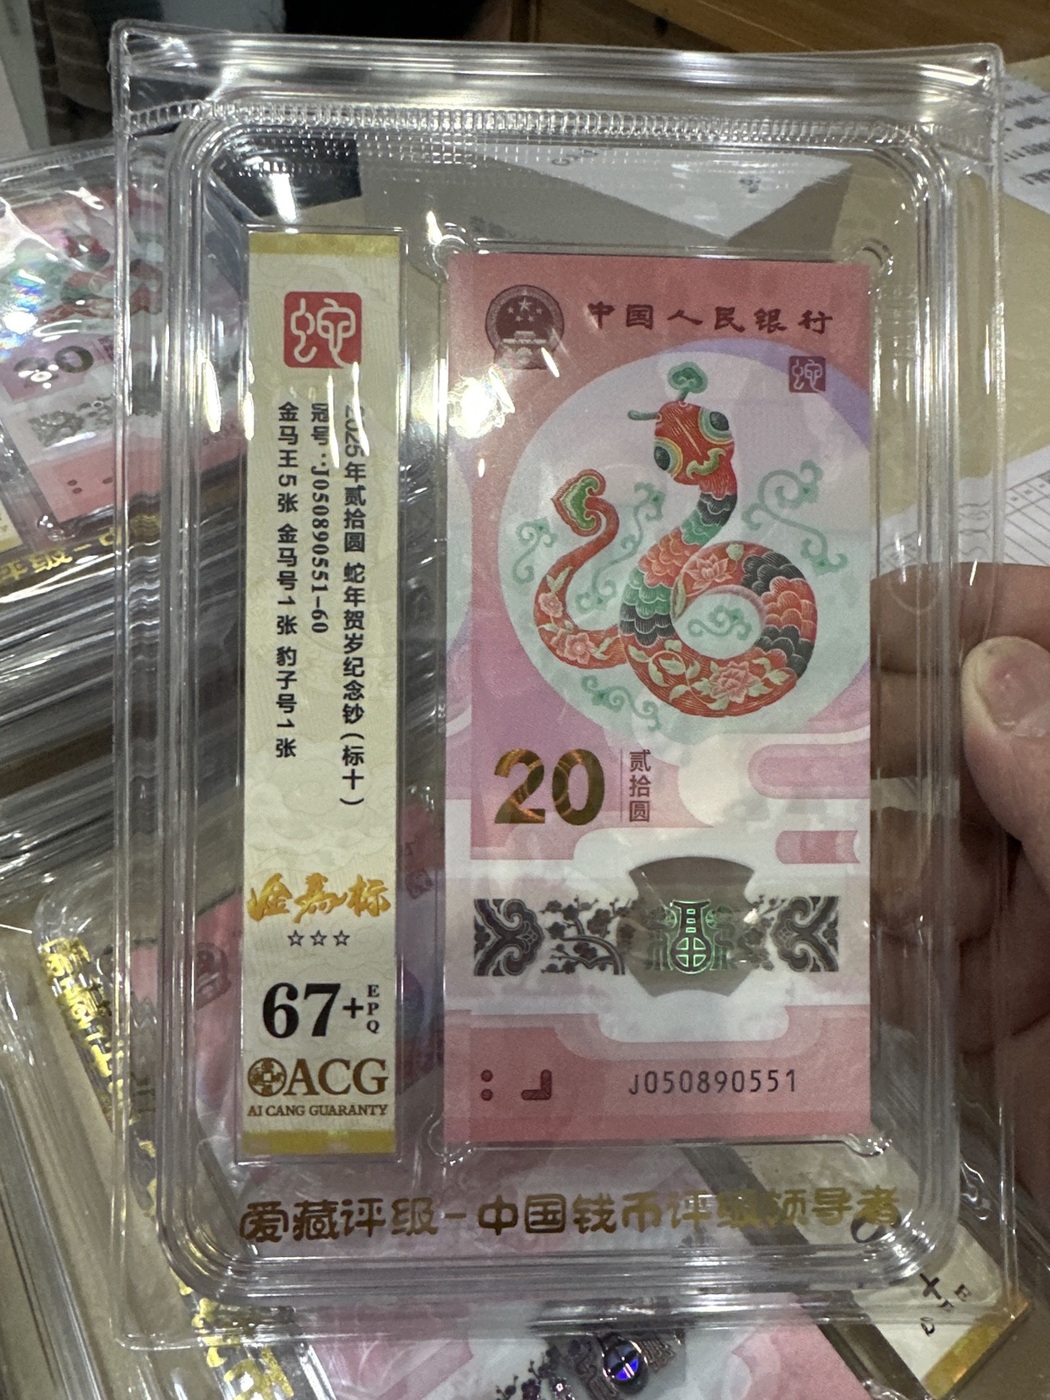 蛇
2025年贰拾圆 蛇年贺岁纪念钞(标十)
冠号:J050890551-60
金马王5张 金马号1张 豹子号1张
金马标
☆☆☆
67+
EPQ
ACG
AI CANG GUARANTY
中国人民银行
蛇
20
贰拾圆
J050890551
爱藏评级-中国钱币评级领导者
20